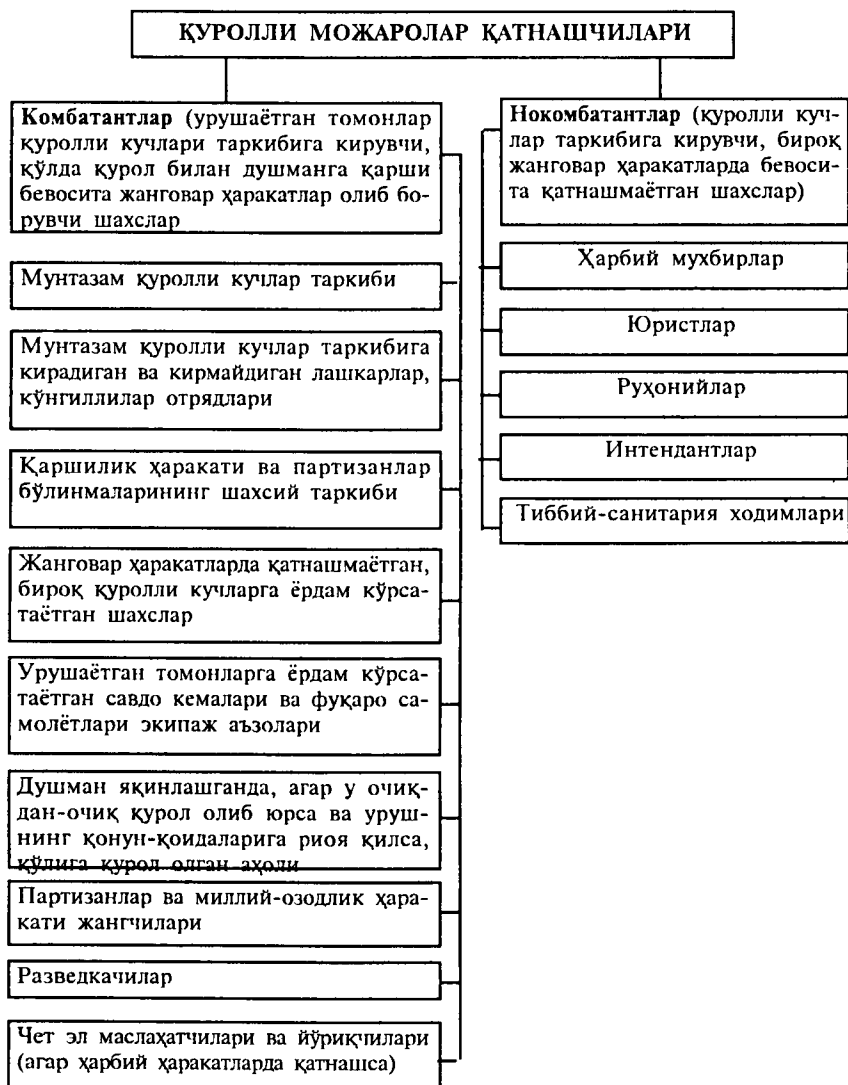 ҚУРОЛЛИ МОЖАРОЛАР ҚАТНАШЧИЛАРИ
Комбатантлар (урушаётган томонлар
қуролли кучлари таркибига кирувчи,
қўлда қурол билан душманга қарши
бевосита жанговар ҳаракатлар олиб бо-
рувчи шахслар
Мунтазам қуролли кучлар таркиби
Мунтазам қуролли кучлар таркибига
кирадиган ва кирмайдиган лашкарлар,
кўнгиллилар отрядлари
Қаршилик ҳаракати ва партизанлар
бўлинмаларининг шахсий таркиби
Жанговар ҳаракатларда қатнашмаётган,
бироқ қуролли кучларга ёрдам кўрса-
таётган шахслар
Урушаётган томонларга ёрдам кўрса-
таётган савдо кемалари ва фуқаро са-
молётлари экипаж аъзолари
Душман яқинлашганда, агар у очиқ-
дан-очиқ қурол олиб юрса ва уруш-
нинг қонун-қоидаларига риоя қилса,
қўлига қурол олган аҳоли
Партизанлар ва миллий-озодлик ҳара-
кати жангчилари
Разведкачилар
Чет эл маслаҳатчилари ва йўриқчилари
(агар ҳарбий ҳаракатларда қатнашса)
Нокомбатантлар (қуролли куч-
лар таркибига кирувчи, бироқ
жанговар ҳаракатларда бевоси-
та қатнашмаётган шахслар)
Ҳарбий мухбирлар
Юристлар
Руҳонийлар
Интендантлар
Тиббий-санитария ходимлари